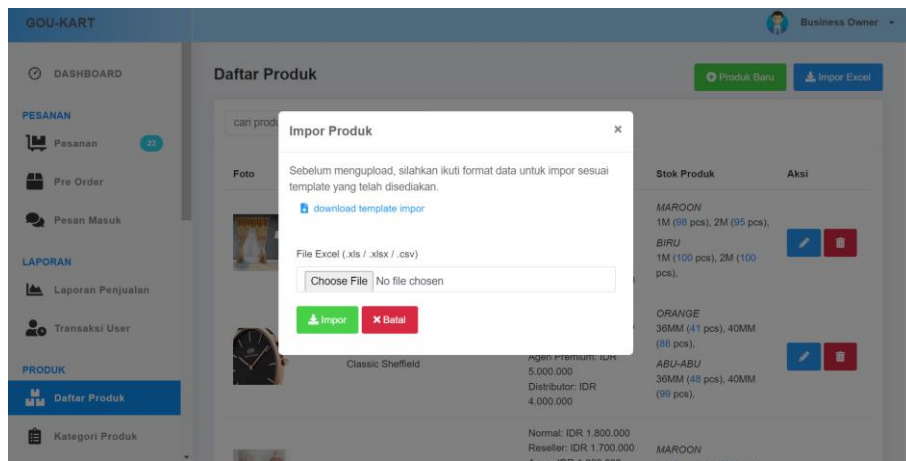 GOU-KART
Business Owner
DASHBOARD
Daftar Produk
Produk Baru
Impor Excel
PESANAN
Pesanan
23
Pre Order
Pesan Masuk
LAPORAN
Laporan Penjualan
Transaksi User
PRODUK
Daftar Produk
Kategori Produk
cari produ
Foto
Stok Produk
Aksi
Impor Produk
×
Sebelum mengupload, silahkan ikuti format data untuk impor sesuai
template yang telah disediakan.
download template impor
File Excel (.xls / .xlsx / .csv)
Choose File No file chosen
Impor
Batal
MAROON
1M (98 pcs), 2M (95 pcs),
BIRU
1M (100 pcs), 2M (100
pcs),
Classic Sheffield
Agen Premium: IDR
5.000.000
Distributor: IDR
4.000.000
ORANGE
36MM (41 pcs), 40MM
(88 pcs),
ABU-ABU
36MM (48 pcs), 40MM
(99 pcs),
Normal: IDR 1.800.000
Reseller: IDR 1.700.000
MAROON